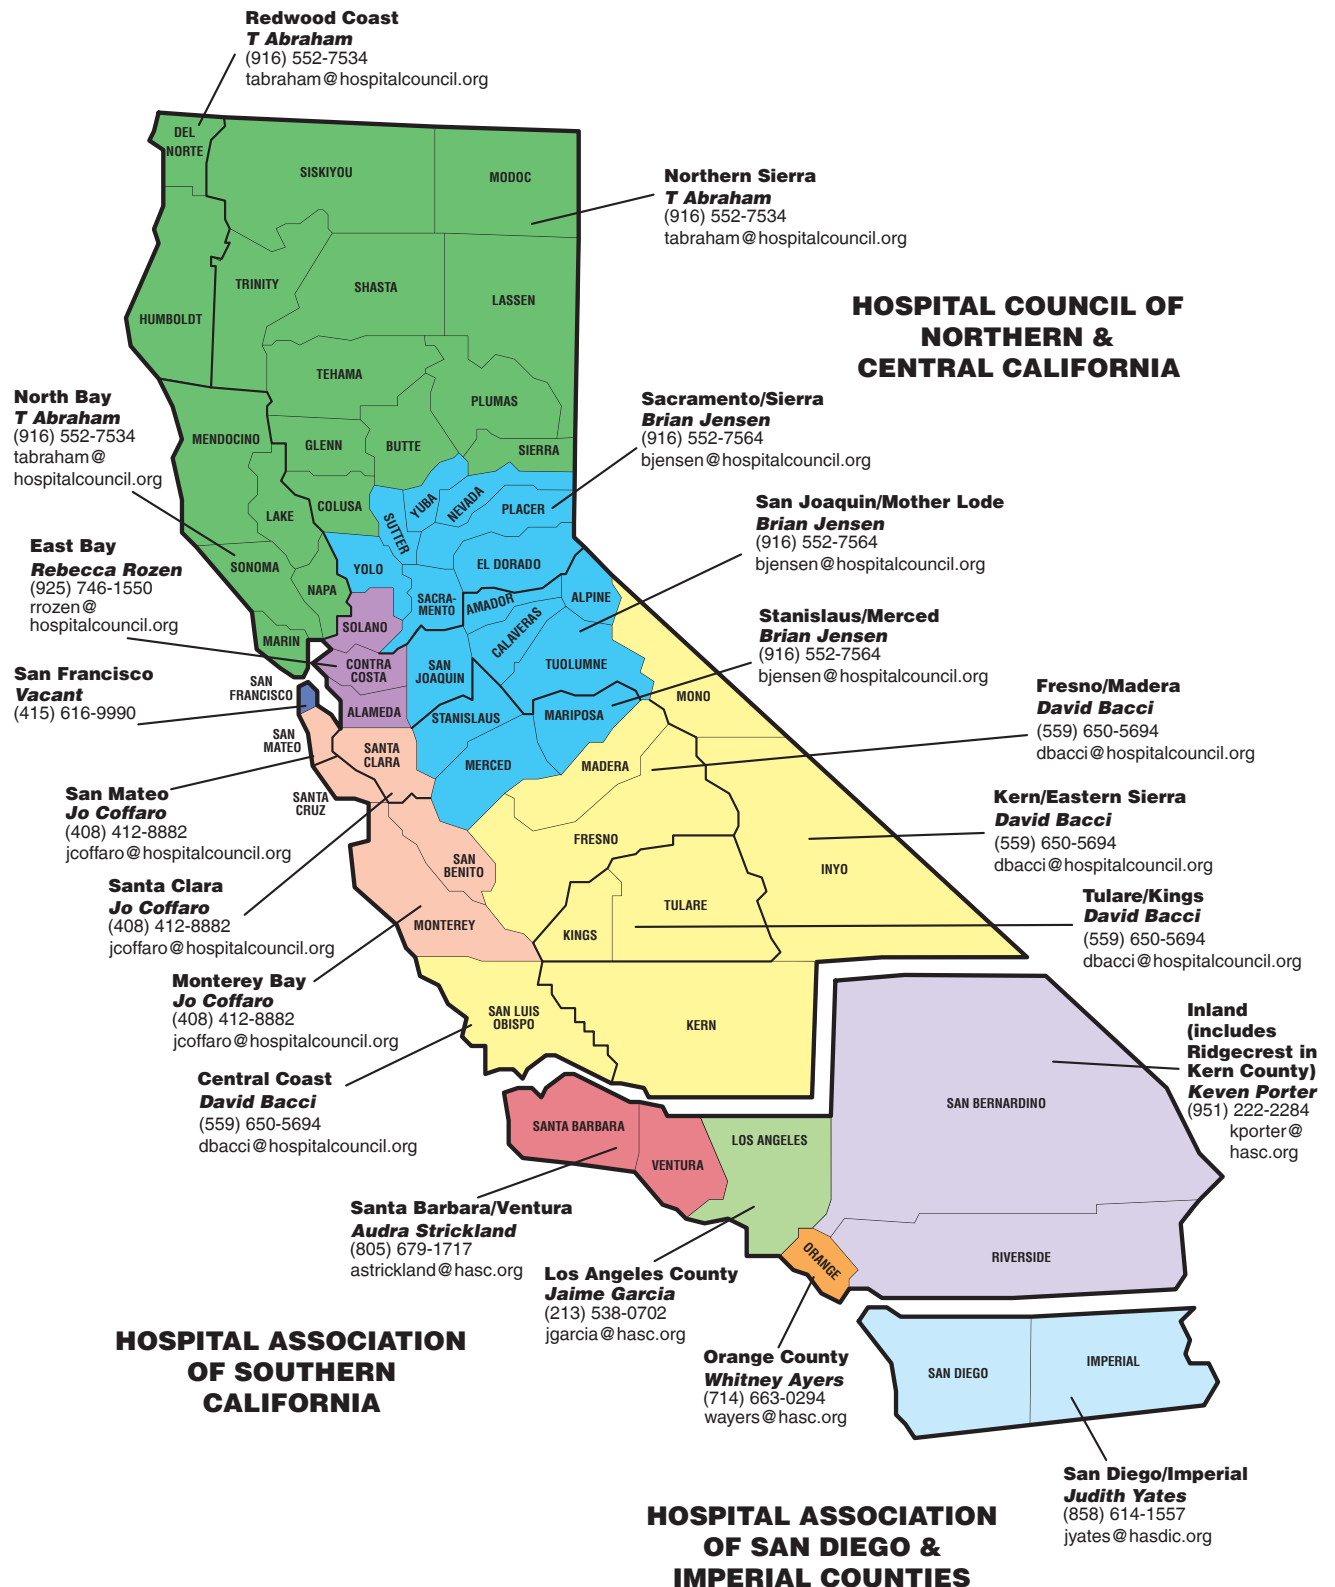 Redwood Coast
T Abraham
(916) 552-7534
tabraham@hospitalcouncil.org
DEL
NORTE
SISKIYOU
MODOC
Northern Sierra
T Abraham
(916) 552-7534
tabraham@hospitalcouncil.org
TRINITY
SHASTA
LASSEN
HUMBOLDT
HOSPITAL COUNCIL OF
NORTHERN &
CENTRAL CALIFORNIA
TEHAMA
PLUMAS
North Bay
T Abraham
(916) 552-7534
tabraham@
hospitalcouncil.org
MENDOCINO
GLENN
BUTTE
SIERRA
Sacramento/Sierra
Brian Jensen
(916) 552-7564
bjensen@hospitalcouncil.org
LAKE
COLUSA
SUTTER
YUBA
NEVADA
PLACER
San Joaquin/Mother Lode
Brian Jensen
(916) 552-7564
bjensen@hospitalcouncil.org
East Bay
Rebecca Rozen
(925) 746-1550
rrozen@
hospitalcouncil.org
SONOMA
NAPA
YOLO
EL DORADO
SACRA-
MENTO
AMADOR
ALPINE
CALAVERAS
Stanislaus/Merced
Brian Jensen
(916) 552-7564
bjensen@hospitalcouncil.org
MARIN
SOLANO
CONTRA
COSTA
SAN
JOAQUIN
TUOLUMNE
San Francisco
Vacant
(415) 616-9990
SAN
FRANCISCO
ALAMEDA
STANISLAUS
MARIPOSA
MONO
Fresno/Madera
David Bacci
(559) 650-5694
dbacci@hospitalcouncil.org
SAN
MATEO
SANTA
CLARA
MERCED
MADERA
San Mateo
Jo Coffaro
(408) 412-8882
jcoffaro@hospitalcouncil.org
SANTA
CRUZ
FRESNO
Kern/Eastern Sierra
David Bacci
(559) 650-5694
dbacci@hospitalcouncil.org
SAN
BENITO
INYO
Santa Clara
Jo Coffaro
(408) 412-8882
jcoffaro@hospitalcouncil.org
MONTEREY
KINGS
TULARE
Tulare/Kings
David Bacci
(559) 650-5694
dbacci@hospitalcouncil.org
Monterey Bay
Jo Coffaro
(408) 412-8882
jcoffaro@hospitalcouncil.org
SAN LUIS
OBISPO
KERN
Inland
(includes
Ridgecrest in
Kern County)
Keven Porter
(951) 222-2284
kporter@
hasc.org
Central Coast
David Bacci
(559) 650-5694
dbacci@hospitalcouncil.org
SAN BERNARDINO
SANTA BARBARA
VENTURA
LOS ANGELES
Santa Barbara/Ventura
Audra Strickland
(805) 679-1717
astrickland@hasc.org
ORANGE
RIVERSIDE
Los Angeles County
Jaime Garcia
(213) 538-0702
jgarcia@hasc.org
HOSPITAL ASSOCIATION
OF SOUTHERN
CALIFORNIA
Orange County
Whitney Ayers
(714) 663-0294
wayers@hasc.org
SAN DIEGO
IMPERIAL
San Diego/Imperial
Judith Yates
(858) 614-1557
jyates@hasdic.org
HOSPITAL ASSOCIATION
OF SAN DIEGO &
IMPERIAL COUNTIES